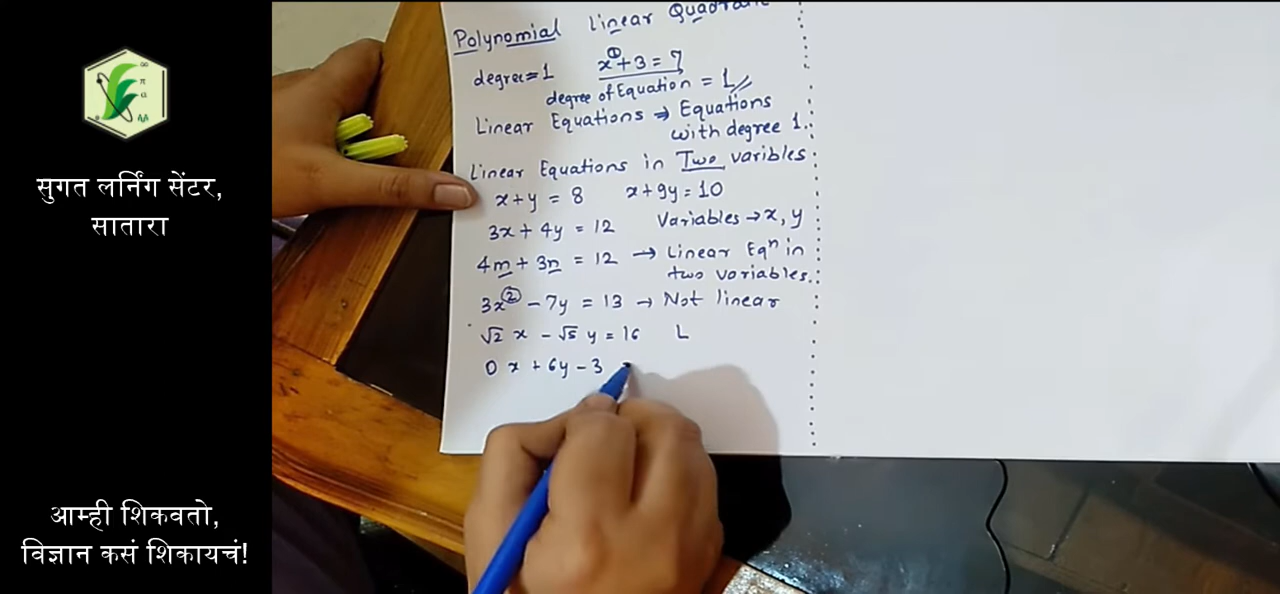 Polynomial Linear Quadratic
degree = 1 x¹ + 3 = 7
degree of Equation = 1
Linear Equations ⇒ Equations
with degree 1.
Linear Equations in Two varibles
x + y = 8 x + 9y = 10
3x + 4y = 12 Variables → x, y
4m + 3n = 12 → Linear Eqⁿ in
two variables.
3x² - 7y = 13 → Not linear
√2 x - √5 y = 16 L
0 x + 6y - 3
सुगत लर्निंग सेंटर,
सातारा
आम्ही शिकवतो,
विज्ञान कसं शिकायचं!